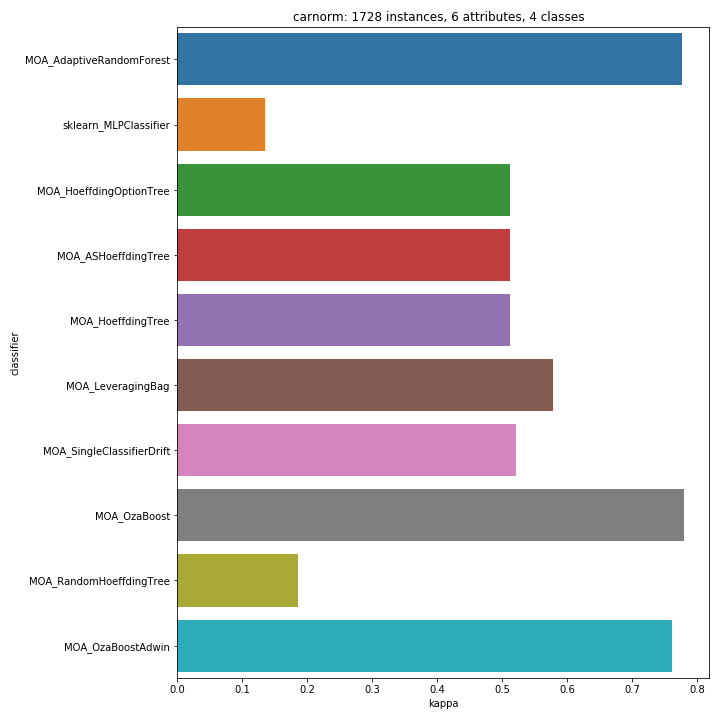 carnorm: 1728 instances, 6 attributes, 4 classes
MOA_AdaptiveRandomForest
sklearn_MLPClassifier
MOA_HoeffdingOptionTree
MOA_ASHoeffdingTree
MOA_HoeffdingTree
MOA_LeveragingBag
MOA_SingleClassifierDrift
MOA_OzaBoost
MOA_RandomHoeffdingTree
MOA_OzaBoostAdwin
classifier
0.0 0.1 0.2 0.3 0.4 0.5 0.6 0.7 0.8
kappa